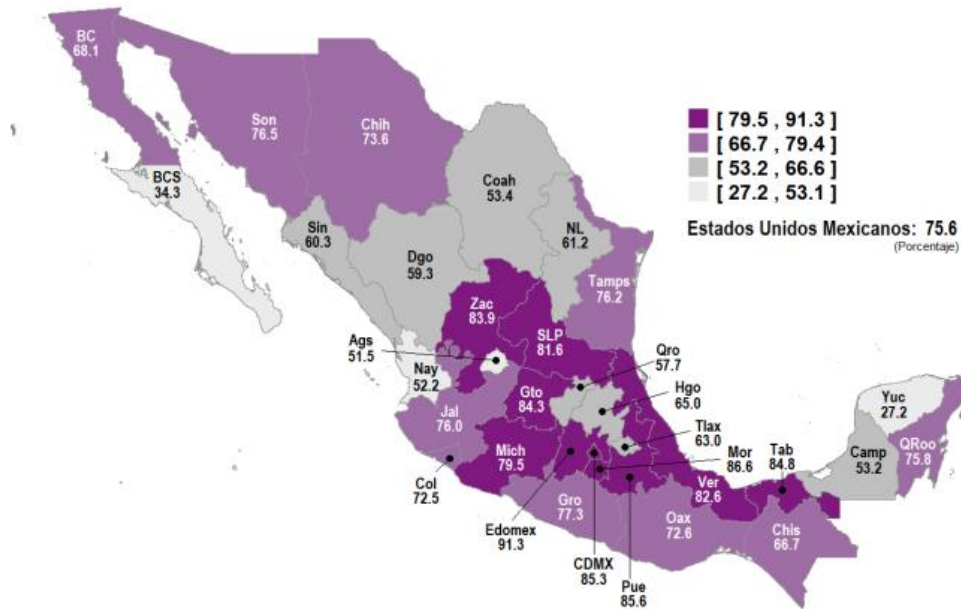 BC
68.1
Son
76.5
Chih
73.6
[ 79.5 , 91.3 ]
[ 66.7 , 79.4 ]
[ 53.2 , 66.6 ]
[ 27.2 , 53.1 ]
Estados Unidos Mexicanos: 75.6
(Porcentaje)
BCS
34.3
Coah
53.4
Sin
60.3
NL
61.2
Dgo
59.3
Tamps
76.2
Zac
83.9
SLP
81.6
Ags
51.5
Nay
52.2
Qro
57.7
Gto
84.3
Hgo
65.0
Jal
76.0
Tlax
63.0
Yuc
27.2
QRoo
75.8
Camp
53.2
Mich
79.5
Mor
86.6
Tab
84.8
Col
72.5
Ver
82.6
Gro
77.3
Oax
72.6
Chis
66.7
Edomex
91.3
CDMX
85.3
Pue
85.6